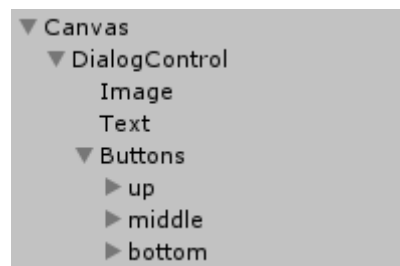 Canvas
DialogControl
Image
Text
Buttons
up
middle
bottom